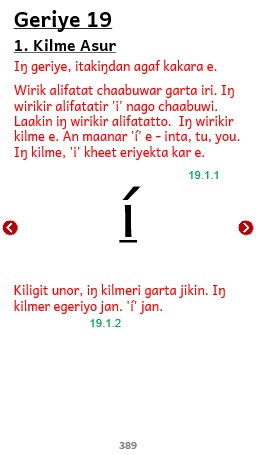 Geriye 19
1. Kilme Asur
Iŋ geriye, itakiŋdan agaf kakara e.
Wirik alifatat chaabuwar garta iri. Iŋ
wirikir alifatatir 'i' nago chaabuwi.
Laakin iŋ wirikir alifatatto. Iŋ wirikir
kilme e. An maanar 'í' e - inta, tu, you.
Iŋ kilme, 'i' kheet eriyekta kar e.
19.1.1
í
Kiligit unor, iŋ kilmeri garta jikin. Iŋ
kilmer egeriyo jan. 'í' jan.
19.1.2
389